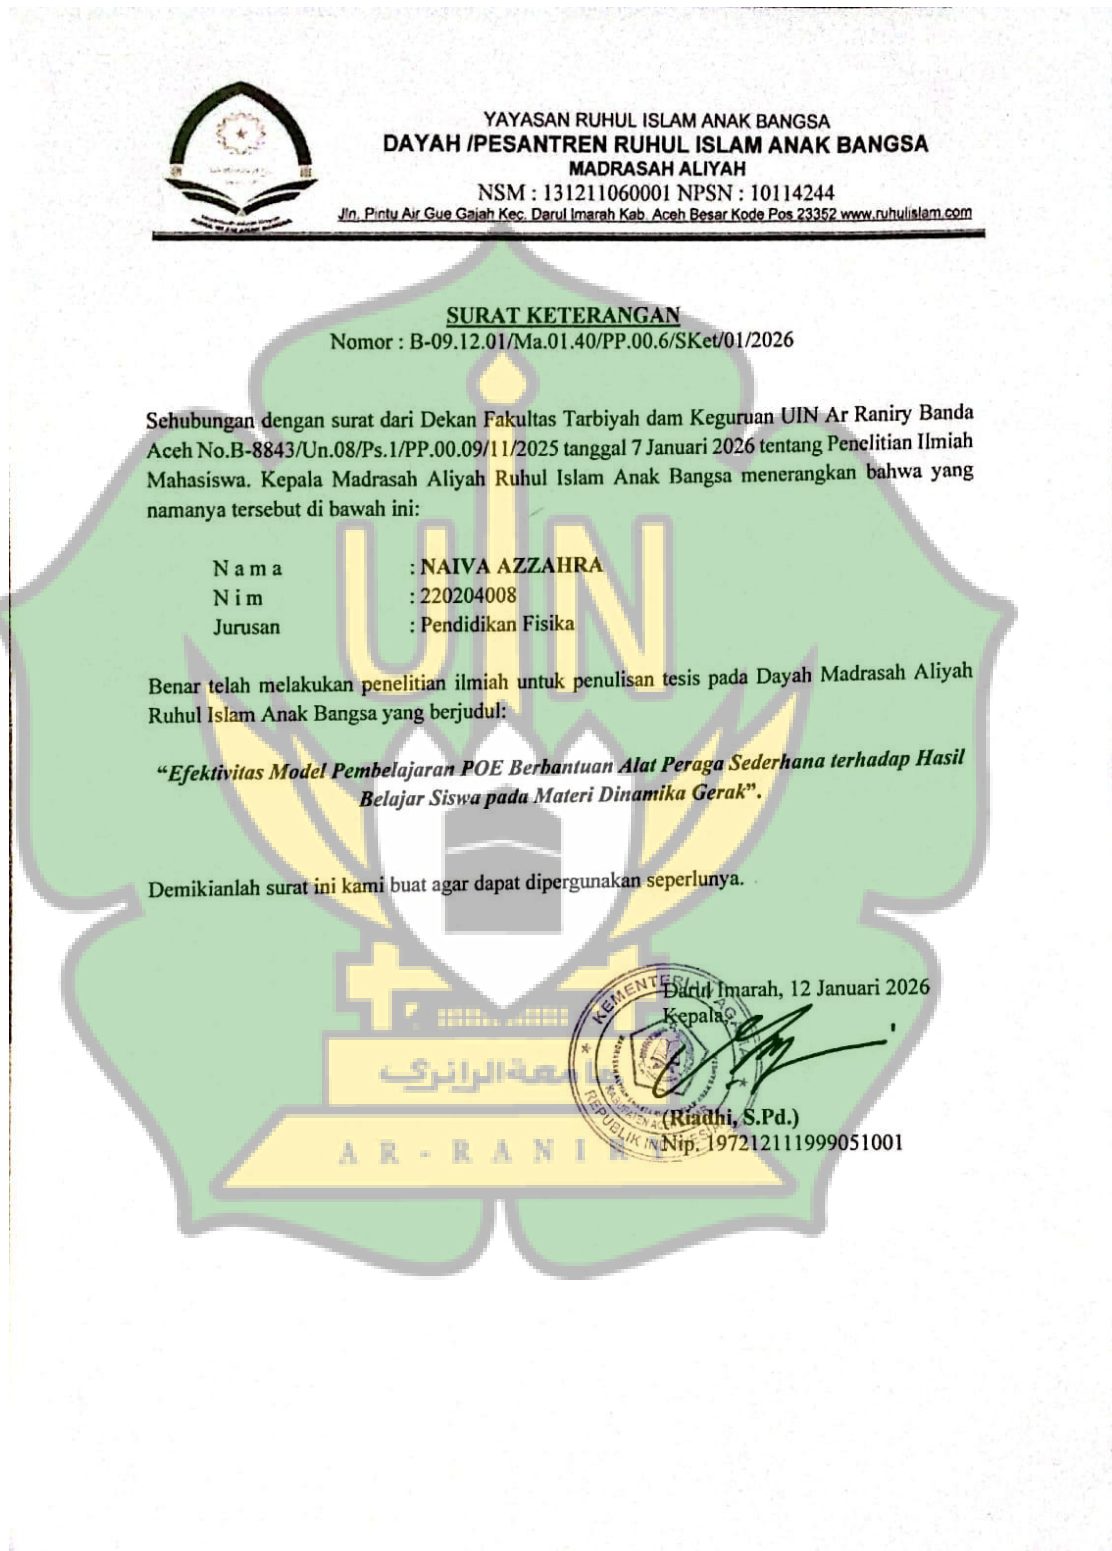 YAYASAN RUHUL ISLAM ANAK BANGSA
DAYAH /PESANTREN RUHUL ISLAM ANAK BANGSA
MADRASAH ALIYAH
NSM : 131211060001 NPSN : 10114244
Jln. Pintu Air Gue Gajah Kec. Darul Imarah Kab. Aceh Besar Kode Pos 23352 www.ruhulislam.com
SURAT KETERANGAN
Nomor : B-09.12.01/Ma.01.40/PP.00.6/SKet/01/2026
Sehubungan dengan surat dari Dekan Fakultas Tarbiyah dam Keguruan UIN Ar Raniry Banda
Aceh No.B-8843/Un.08/Ps.1/PP.00.09/11/2025 tanggal 7 Januari 2026 tentang Penelitian Ilmiah
Mahasiswa. Kepala Madrasah Aliyah Ruhul Islam Anak Bangsa menerangkan bahwa yang
namanya tersebut di bawah ini:
N a m a : NAIVA AZZAHRA
N i m : 220204008
Jurusan : Pendidikan Fisika
Benar telah melakukan penelitian ilmiah untuk penulisan tesis pada Dayah Madrasah Aliyah
Ruhul Islam Anak Bangsa yang berjudul:
“Efektivitas Model Pembelajaran POE Berbantuan Alat Peraga Sederhana terhadap Hasil
Belajar Siswa pada Materi Dinamika Gerak”.
Demikianlah surat ini kami buat agar dapat dipergunakan seperlunya.
Darul Imarah, 12 Januari 2026
Kepala,
(Riadhi, S.Pd.)
Nip. 197212111999051001
KEMENTERIAN AGAMA
REPUBLIK INDONESIA
UIN
جامعة الرانري
AR-RANIRY